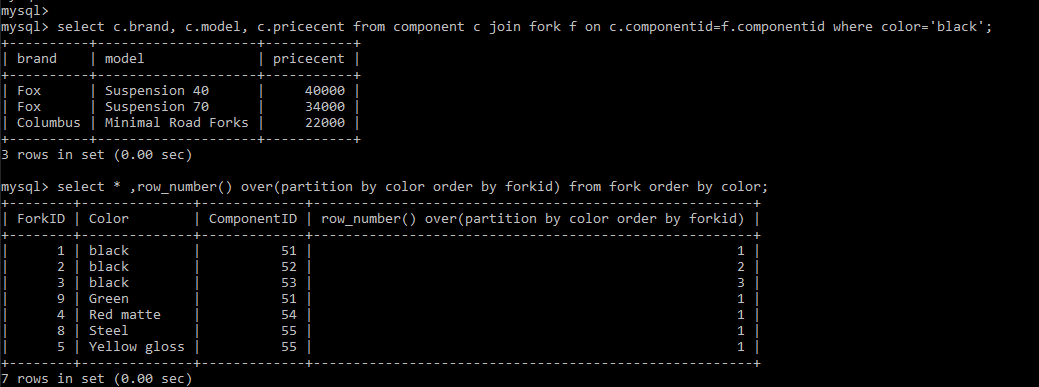 mysql>
mysql> select c.brand, c.model, c.pricecent from component c join fork f on c.componentid=f.componentid where color='black';
+----------+--------------------+-----------+
| brand    | model              | pricecent |
+----------+--------------------+-----------+
| Fox      | Suspension 40      |     40000 |
| Fox      | Suspension 70      |     34000 |
| Columbus | Minimal Road Forks |     22000 |
+----------+--------------------+-----------+
3 rows in set (0.00 sec)

mysql> select * ,row_number() over(partition by color order by forkid) from fork order by color;
+--------+--------------+-------------+-------------------------------------------------------+
| ForkID | Color        | ComponentID | row_number() over(partition by color order by forkid) |
+--------+--------------+-------------+-------------------------------------------------------+
|      1 | black        |          51 |                                                     1 |
|      2 | black        |          52 |                                                     2 |
|      3 | black        |          53 |                                                     3 |
|      9 | Green        |          51 |                                                     1 |
|      4 | Red matte    |          54 |                                                     1 |
|      8 | Steel        |          55 |                                                     1 |
|      5 | Yellow gloss |          55 |                                                     1 |
+--------+--------------+-------------+-------------------------------------------------------+
7 rows in set (0.00 sec)